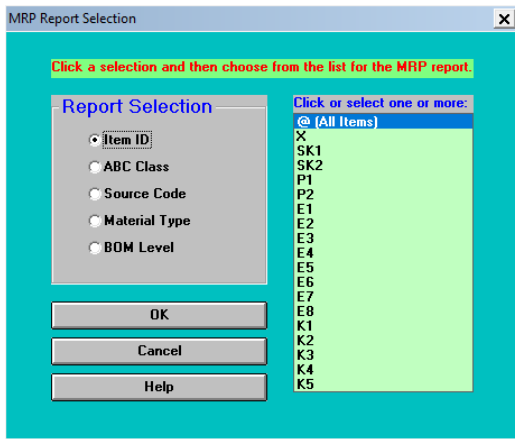 MRP Report Selection
Click a selection and then choose from the list for the MRP report.
Report Selection
Item ID
ABC Class
Source Code
Material Type
BOM Level
OK
Cancel
Help
Click or select one or more:
@ (All Items)
X
SK1
SK2
P1
P2
E1
E2
E3
E4
E5
E6
E7
E8
K1
K2
K3
K4
K5